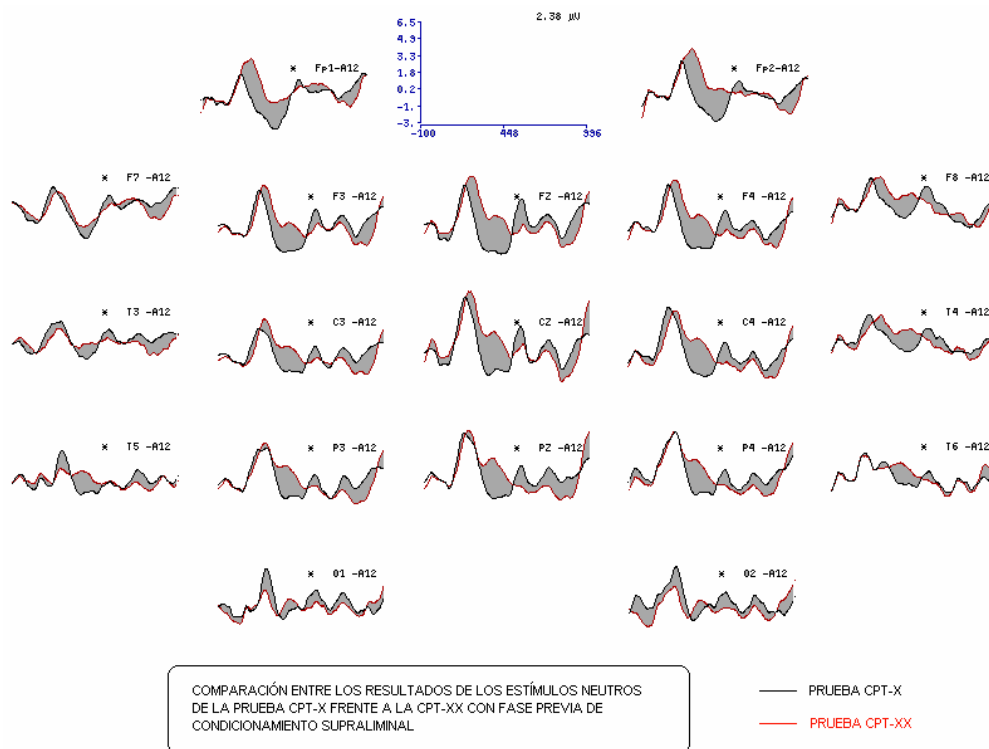 2.38 µV
6.5
4.9
3.3
1.8
0.2
-1.
-3.
-100 448 996
* Fp1-A12
* Fp2-A12
* F7 -A12
* F3 -A12
* FZ -A12
* F4 -A12
* F8 -A12
* T3 -A12
* C3 -A12
* CZ -A12
* C4 -A12
* T4 -A12
* T5 -A12
* P3 -A12
* PZ -A12
* P4 -A12
* T6 -A12
* O1 -A12
* O2 -A12
COMPARACIÓN ENTRE LOS RESULTADOS DE LOS ESTÍMULOS NEUTROS
DE LA PRUEBA CPT-X FRENTE A LA CPT-XX CON FASE PREVIA DE
CONDICIONAMIENTO SUPRALIMINAL
PRUEBA CPT-X
PRUEBA CPT-XX